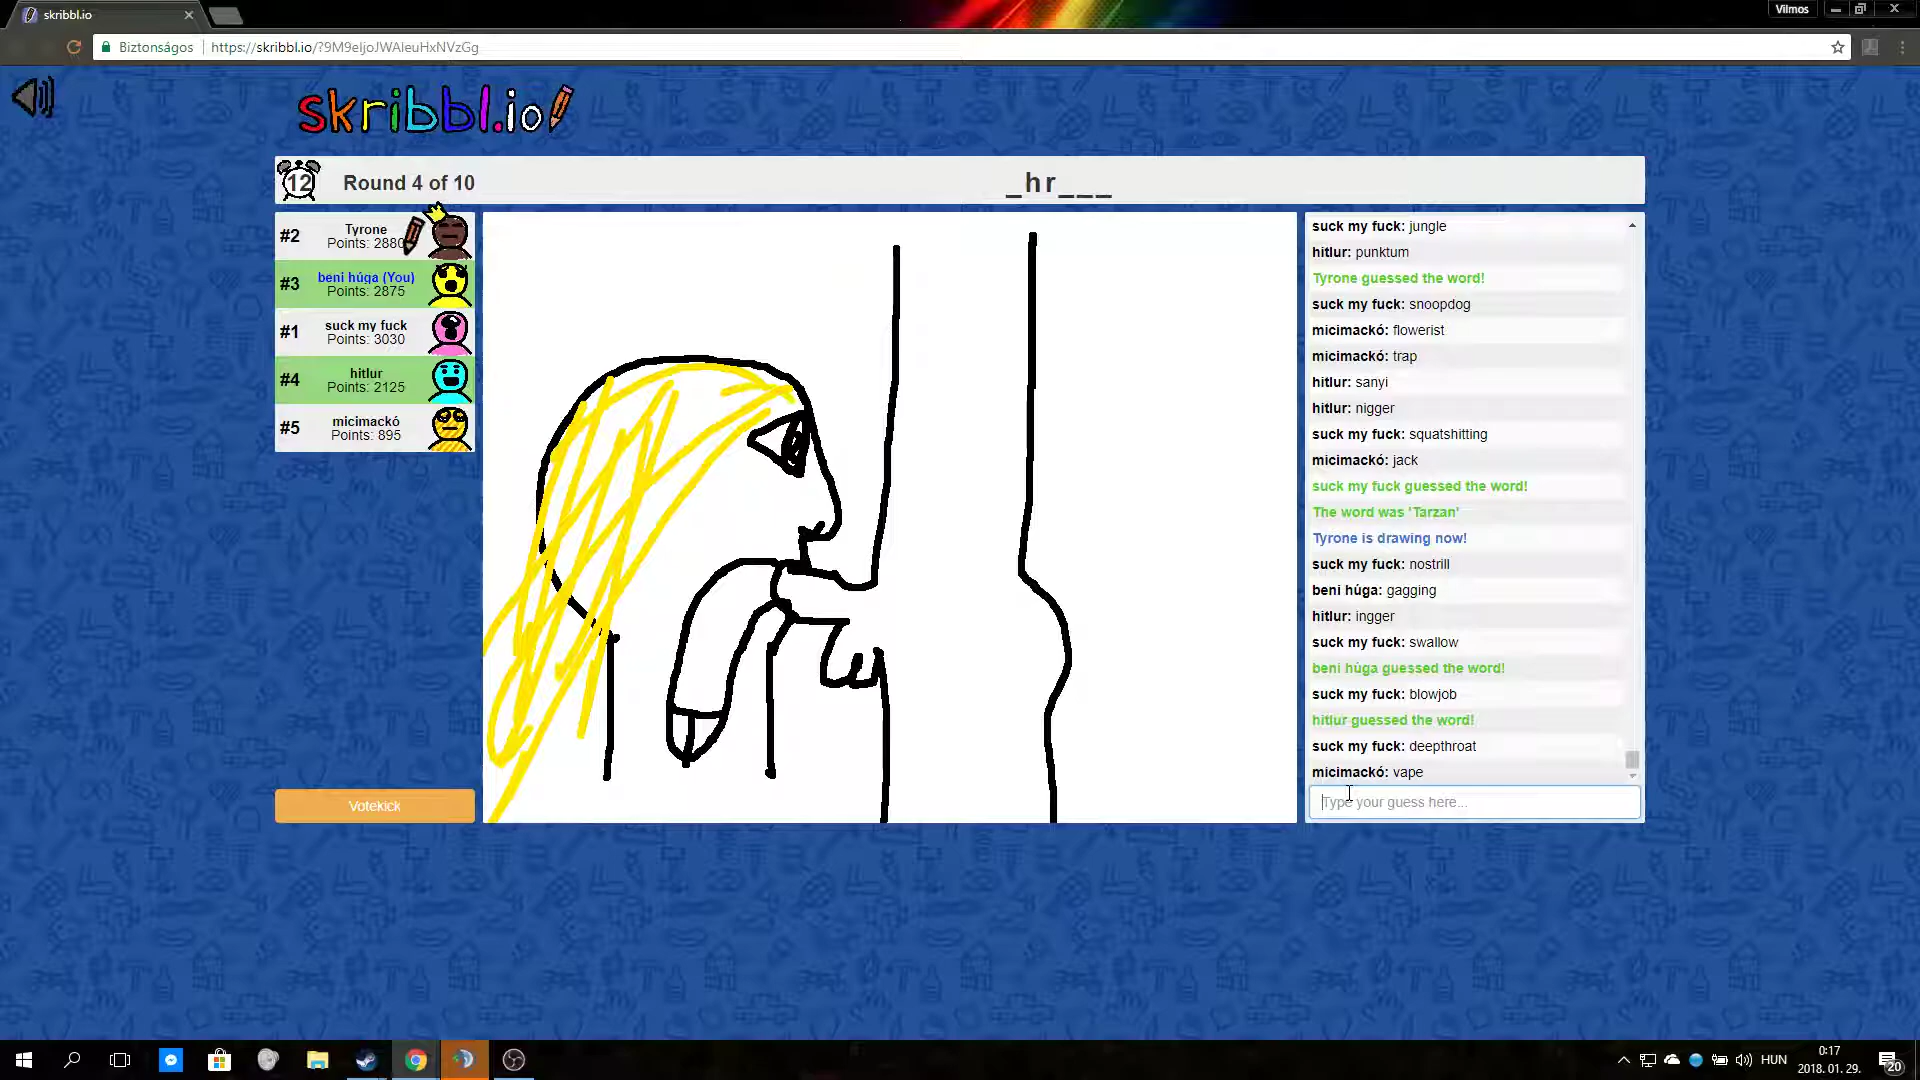 skribbl.io
Vilmos
Biztonságos
https://skribbl.io/?9M9eIjoJWAleuHxNVzGg
skribbl.io
12
Round 4 of 10
_hr___
#2
Tyrone
Points: 2880
#3
beni húga (You)
Points: 2875
#1
suck my fuck
Points: 3030
#4
hitlur
Points: 2125
#5
micimackó
Points: 895
Votekick
suck my fuck: jungle
hitlur: punktum
Tyrone guessed the word!
suck my fuck: snoopdog
micimackó: flowerist
micimackó: trap
hitlur: sanyi
hitlur: nigger
suck my fuck: squatshitting
micimackó: jack
suck my fuck guessed the word!
The word was 'Tarzan'
Tyrone is drawing now!
suck my fuck: nostrill
beni húga: gagging
hitlur: ingger
suck my fuck: swallow
beni húga guessed the word!
suck my fuck: blowjob
hitlur guessed the word!
suck my fuck: deepthroat
micimackó: vape
Type your guess here...
HUN
0:17
2018. 01. 29.
20